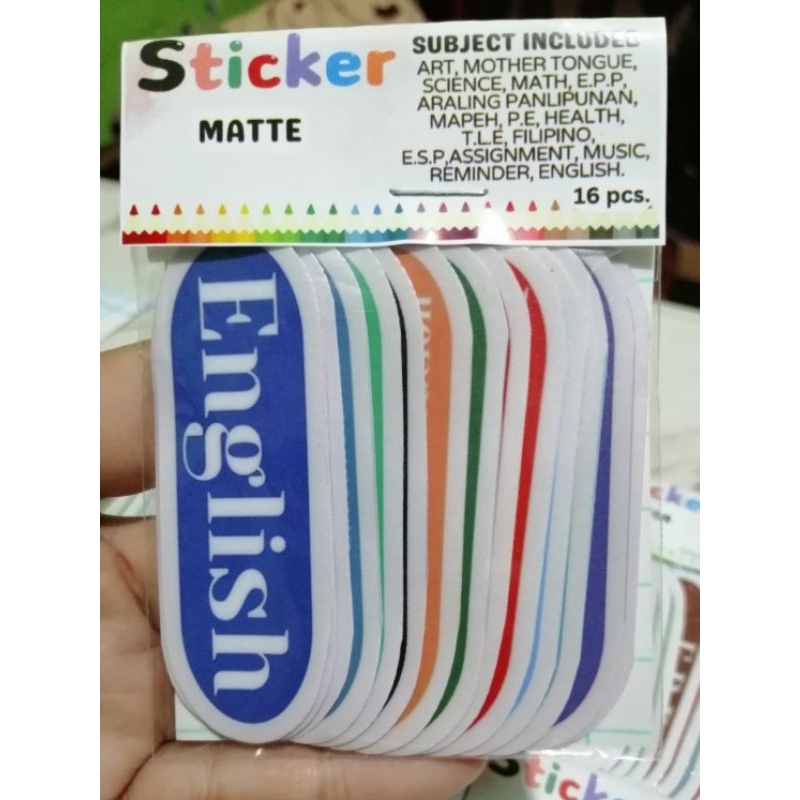 Sticker
MATTE
SUBJECT INCLUDED
ART, MOTHER TONGUE,
SCIENCE, MATH, E.P.P,
ARALING PANLIPUNAN,
MAPEH, P.E, HEALTH,
T.L.E, FILIPINO,
E.S.P,ASSIGNMENT, MUSIC,
REMINDER, ENGLISH.
16 pcs.
English